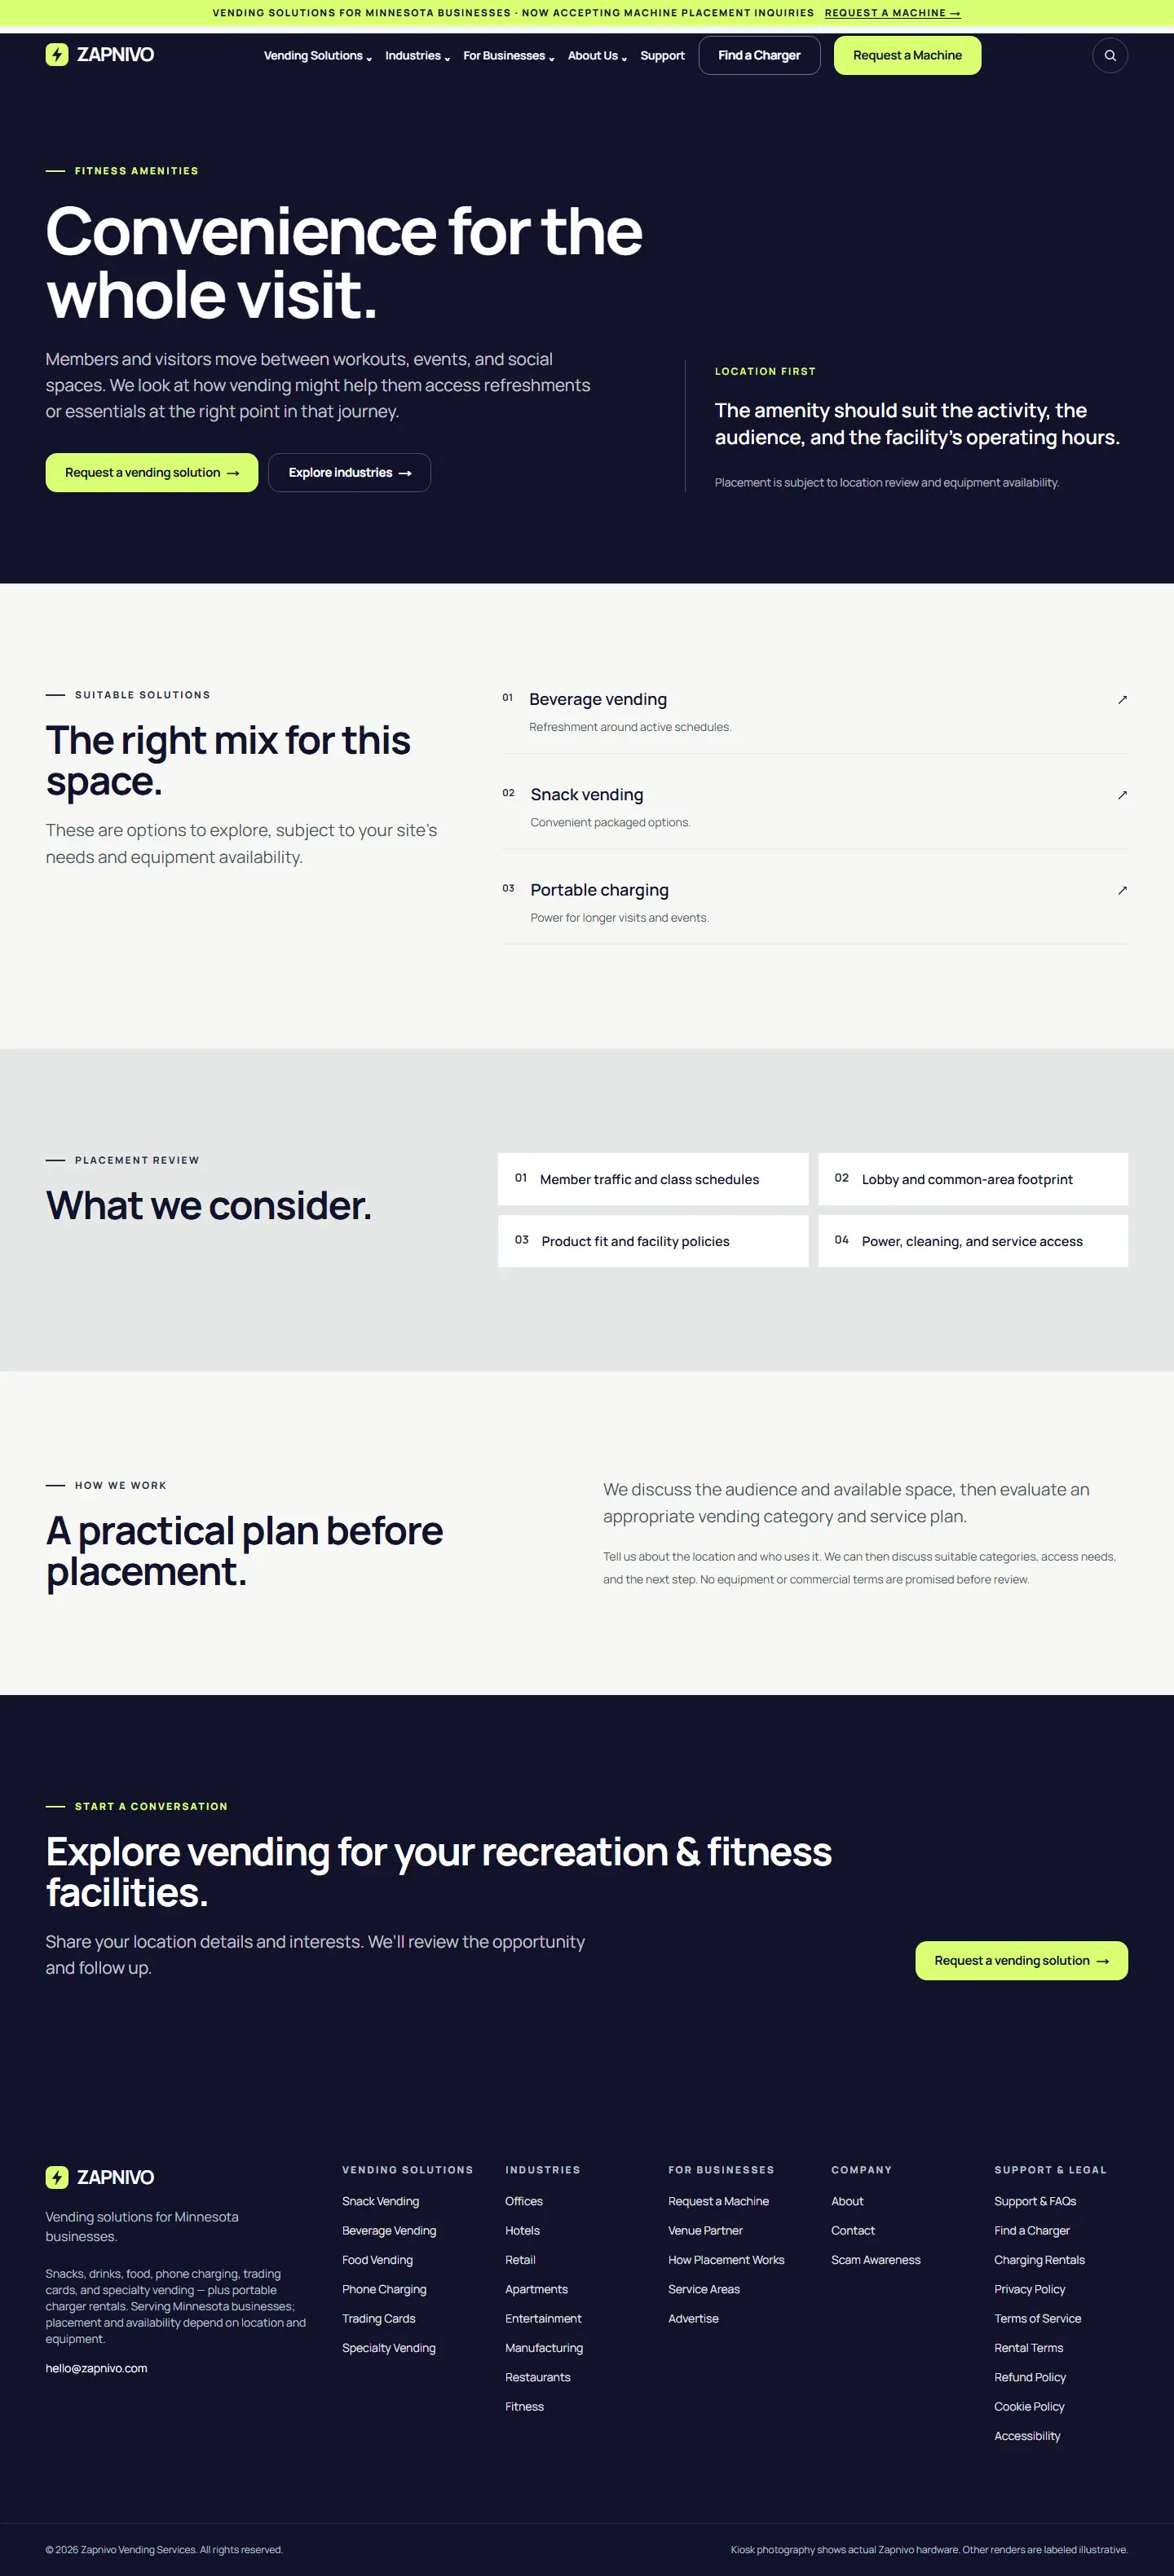 VENDING SOLUTIONS FOR MINNESOTA BUSINESSES · NOW ACCEPTING MACHINE PLACEMENT INQUIRIES REQUEST A MACHINE →
ZAPNIVO
Vending Solutions
Industries
For Businesses
About Us
Support
Find a Charger
Request a Machine
FITNESS AMENITIES
Convenience for the
whole visit.
Members and visitors move between workouts, events, and social
spaces. We look at how vending might help them access refreshments
or essentials at the right point in that journey.
Request a vending solution →
Explore industries →
LOCATION FIRST
The amenity should suit the activity, the
audience, and the facility's operating hours.
Placement is subject to location review and equipment availability.
SUITABLE SOLUTIONS
The right mix for this
space.
These are options to explore, subject to your site's
needs and equipment availability.
01 Beverage vending ↗
Refreshment around active schedules.
02 Snack vending ↗
Convenient packaged options.
03 Portable charging ↗
Power for longer visits and events.
PLACEMENT REVIEW
What we consider.
01 Member traffic and class schedules
02 Lobby and common-area footprint
03 Product fit and facility policies
04 Power, cleaning, and service access
HOW WE WORK
A practical plan before
placement.
We discuss the audience and available space, then evaluate an
appropriate vending category and service plan.
Tell us about the location and who uses it. We can then discuss suitable categories, access needs,
and the next step. No equipment or commercial terms are promised before review.
START A CONVERSATION
Explore vending for your recreation & fitness
facilities.
Share your location details and interests. We'll review the opportunity
and follow up.
Request a vending solution →
ZAPNIVO
Vending solutions for Minnesota
businesses.
Snacks, drinks, food, phone charging, trading
cards, and specialty vending — plus portable
charger rentals. Serving Minnesota businesses;
placement and availability depend on location and
equipment.
hello@zapnivo.com
VENDING SOLUTIONS
Snack Vending
Beverage Vending
Food Vending
Phone Charging
Trading Cards
Specialty Vending
INDUSTRIES
Offices
Hotels
Retail
Apartments
Entertainment
Manufacturing
Restaurants
Fitness
FOR BUSINESSES
Request a Machine
Venue Partner
How Placement Works
Service Areas
Advertise
COMPANY
About
Contact
Scam Awareness
SUPPORT & LEGAL
Support & FAQs
Find a Charger
Charging Rentals
Privacy Policy
Terms of Service
Rental Terms
Refund Policy
Cookie Policy
Accessibility
© 2026 Zapnivo Vending Services. All rights reserved.
Kiosk photography shows actual Zapnivo hardware. Other renders are labeled illustrative.